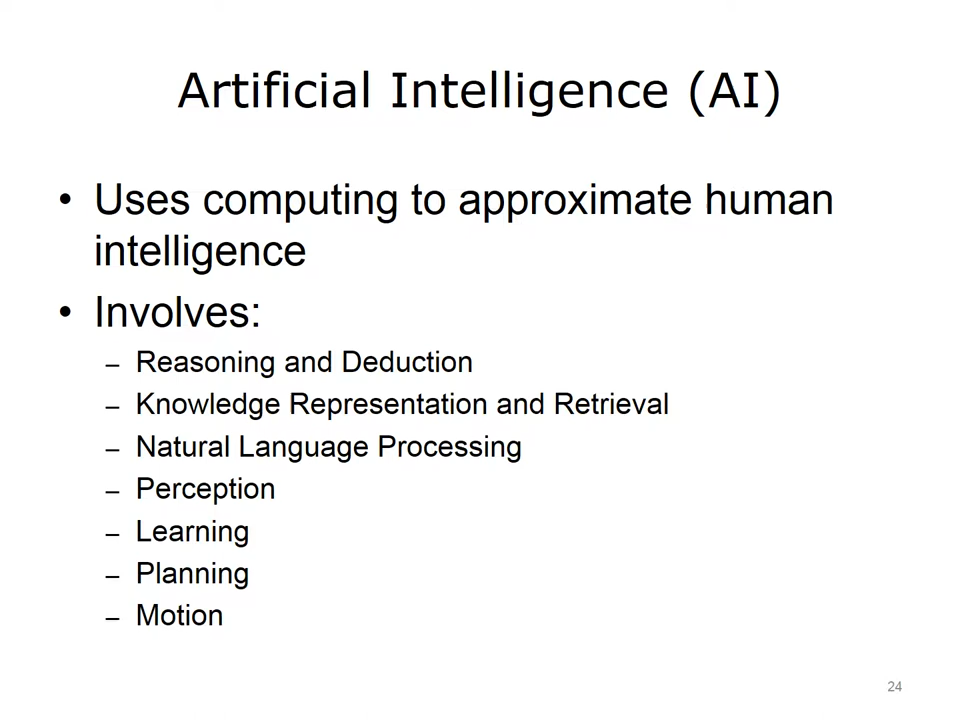 Artificial Intelligence (AI)
• Uses computing to approximate human
intelligence
• Involves:
– Reasoning and Deduction
– Knowledge Representation and Retrieval
– Natural Language Processing
– Perception
– Learning
– Planning
– Motion
24